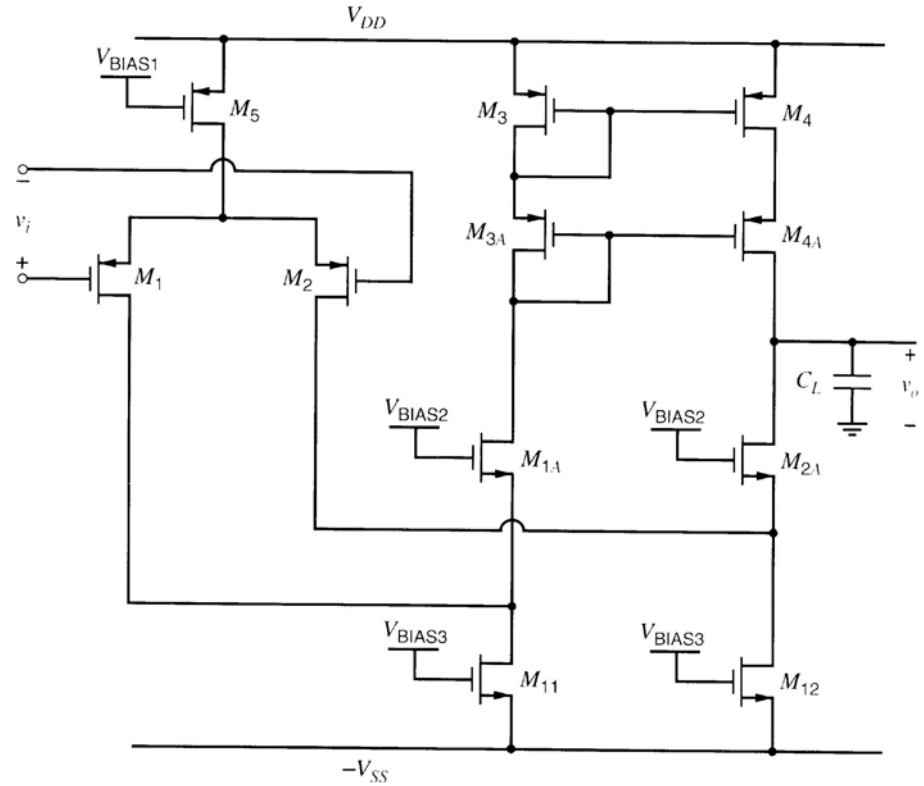 V_DD
V_BIAS1
M_5
M_3
M_4
−
v_i
+
M_1
M_2
M_3A
M_4A
+
C_L
v_o
−
V_BIAS2
M_1A
V_BIAS2
M_2A
V_BIAS3
M_11
V_BIAS3
M_12
−V_SS